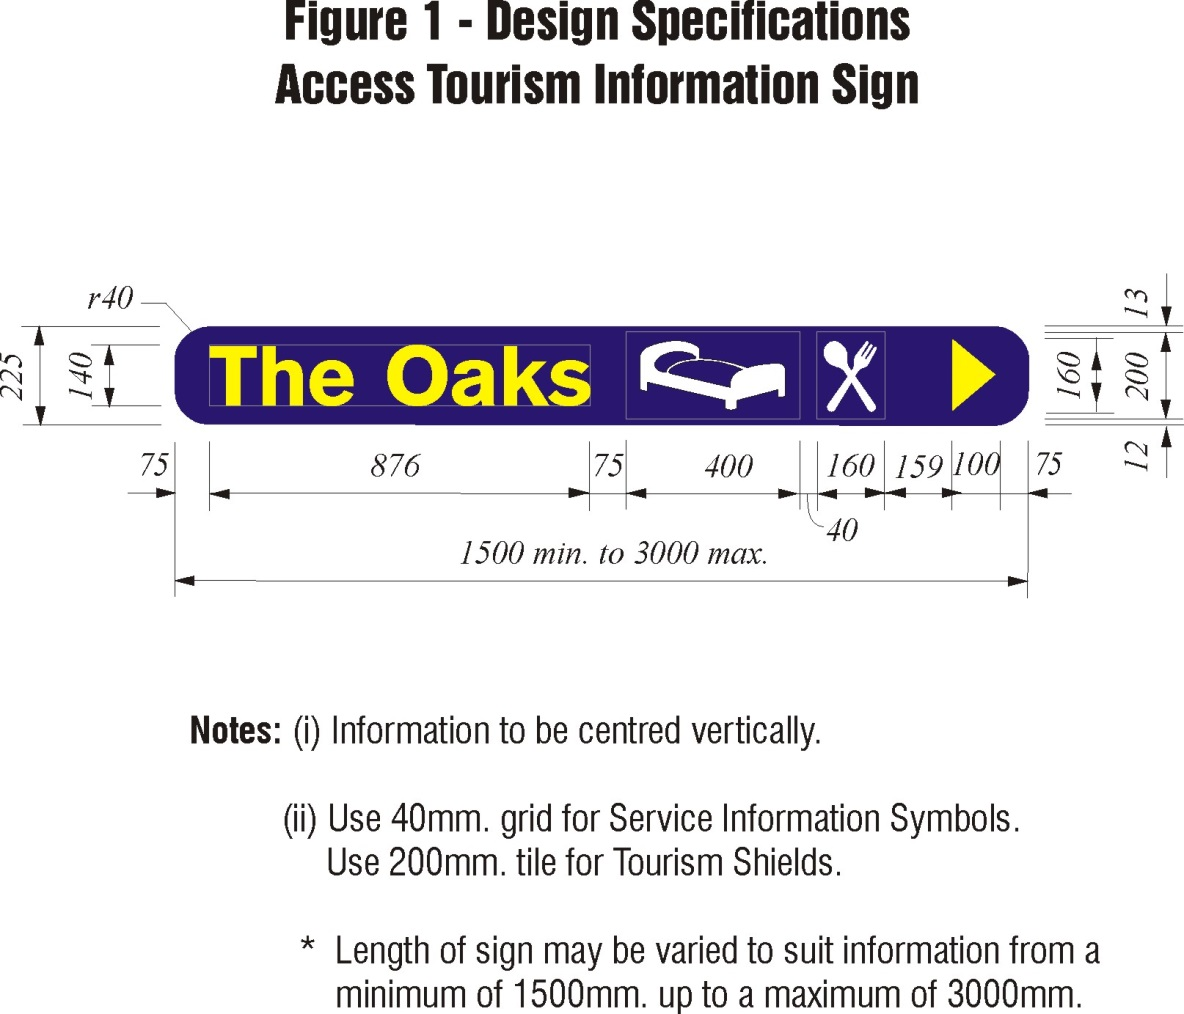 Figure 1 - Design Specifications
Access Tourism Information Sign
r40
13
225
140
The Oaks
160
200
12
75
876
75
400
160
159
100
75
40
1500 min. to 3000 max.
Notes: (i) Information to be centred vertically.
(ii) Use 40mm. grid for Service Information Symbols.
Use 200mm. tile for Tourism Shields.
* Length of sign may be varied to suit information from a
minimum of 1500mm. up to a maximum of 3000mm.